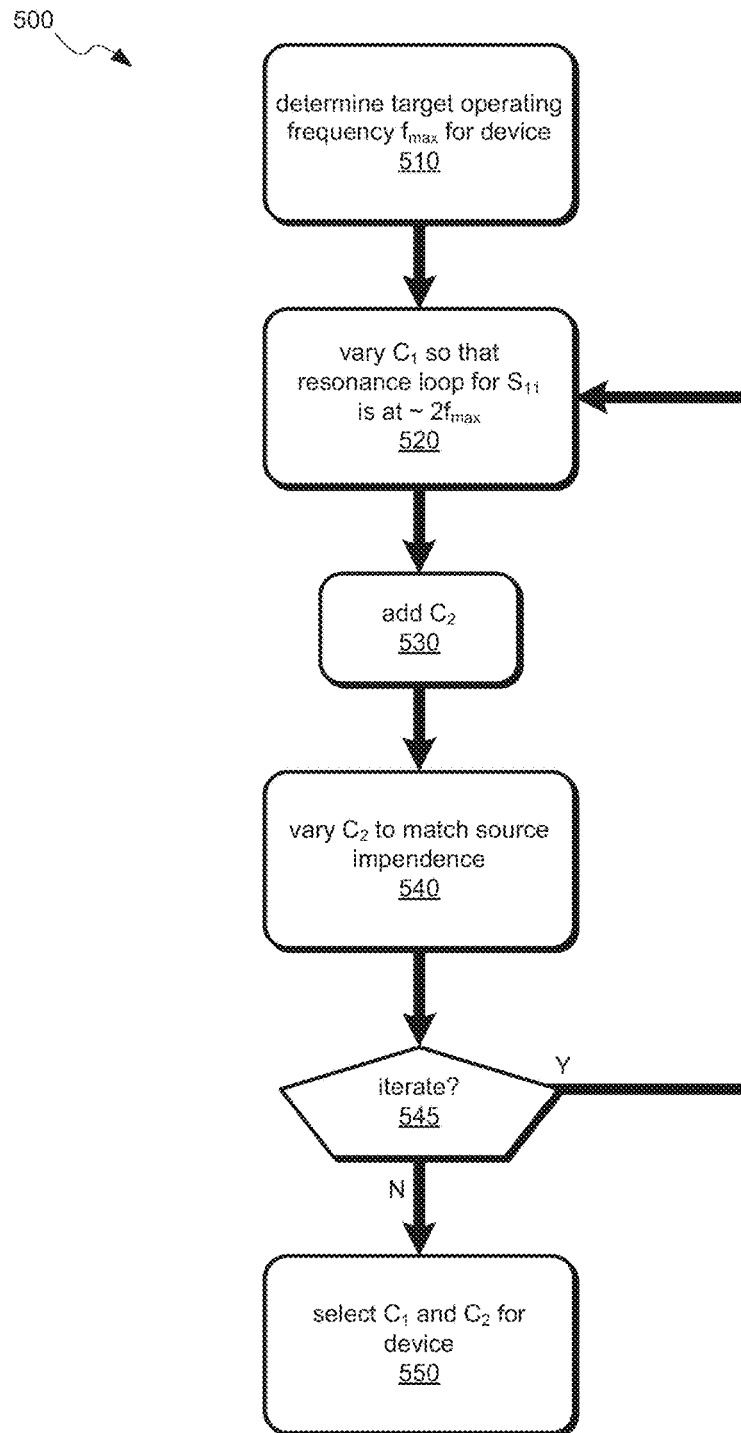 500
determine target operating
frequency fmax for device
510
vary C1 so that
resonance loop for S11
is at ~ 2fmax
520
add C2
530
vary C2 to match source
impendence
540
iterate?
545
Y
N
select C1 and C2 for
device
550